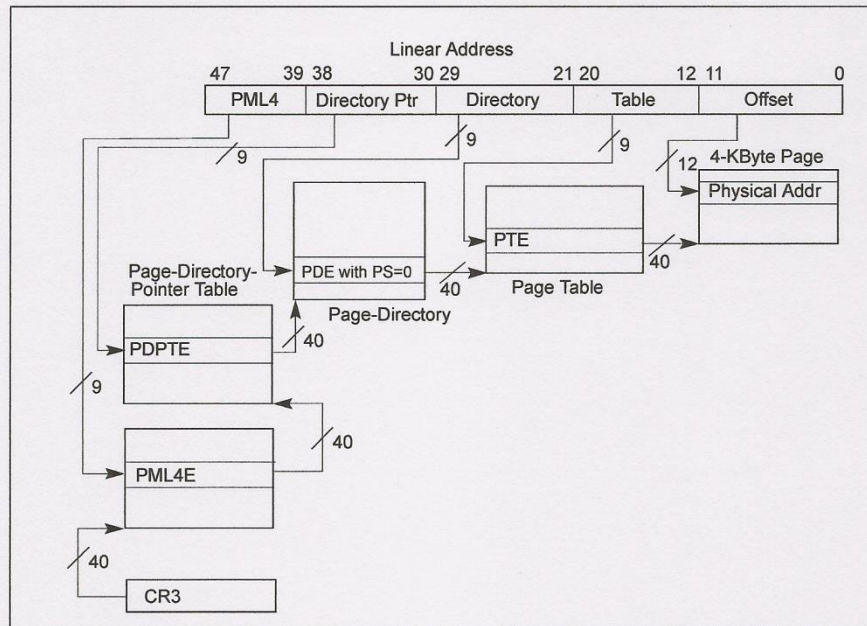 Linear Address
47 39 38 30 29 21 20 12 11 0
PML4 Directory Ptr Directory Table Offset
9 9 9
12 4-KByte Page
Physical Addr
PTE
40
PDE with PS=0
40
Page Table
Page-Directory-
Pointer Table
Page-Directory
40
PDPTE
9
40
PML4E
40
CR3